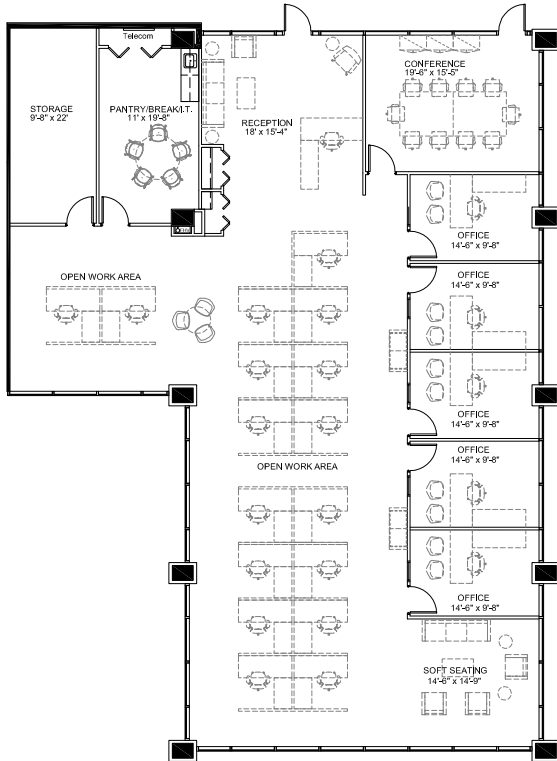 Telecom
CONFERENCE
19'-6" x 15'-5"
STORAGE
9'-8" x 22'
PANTRY/BREAK/I.T.
11' x 19'-8"
RECEPTION
18' x 15'-4"
OFFICE
14'-6" x 9'-8"
OPEN WORK AREA
OFFICE
14'-6" x 9'-8"
OFFICE
14'-6" x 9'-8"
OFFICE
14'-6" x 9'-8"
OPEN WORK AREA
OFFICE
14'-6" x 9'-8"
SOFT SEATING
14'-6" x 14'-9"